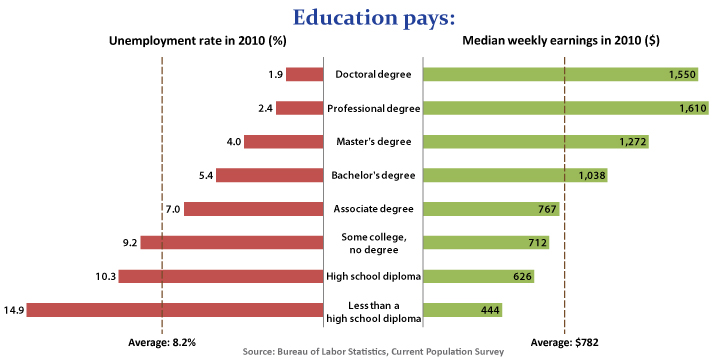 Education pays:
Unemployment rate in 2010 (%)
Median weekly earnings in 2010 ($)
1.9 Doctoral degree 1,550
2.4 Professional degree 1,610
4.0 Master's degree 1,272
5.4 Bachelor's degree 1,038
7.0 Associate degree 767
9.2 Some college,
no degree 712
10.3 High school diploma 626
14.9 Less than a
high school diploma 444
Average: 8.2%
Average: $782
Source: Bureau of Labor Statistics, Current Population Survey